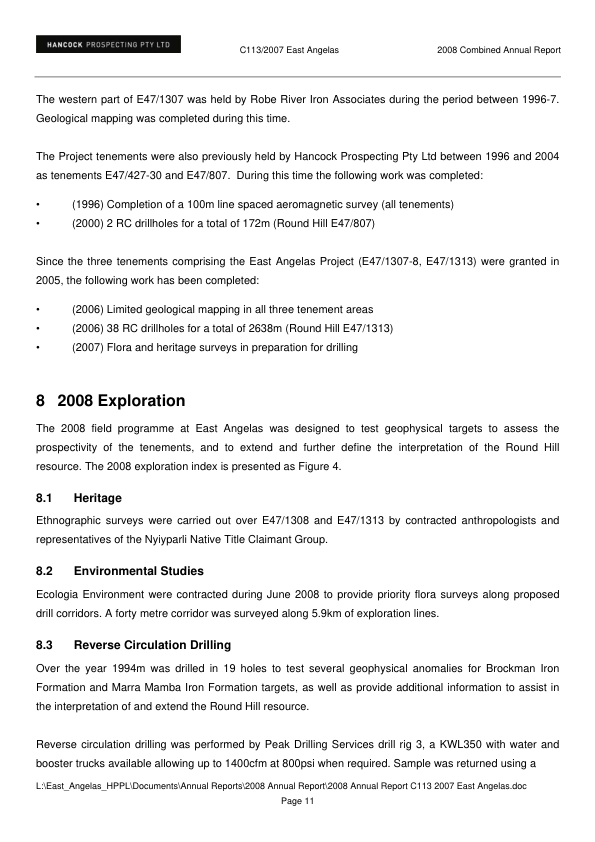 HANCOCK PROSPECTING PTY LTD
C113/2007 East Angelas
2008 Combined Annual Report
The western part of E47/1307 was held by Robe River Iron Associates during the period between 1996-7.
Geological mapping was completed during this time.
The Project tenements were also previously held by Hancock Prospecting Pty Ltd between 1996 and 2004
as tenements E47/427-30 and E47/807.  During this time the following work was completed:
• (1996) Completion of a 100m line spaced aeromagnetic survey (all tenements)
• (2000) 2 RC drillholes for a total of 172m (Round Hill E47/807)
Since the three tenements comprising the East Angelas Project (E47/1307-8, E47/1313) were granted in
2005, the following work has been completed:
• (2006) Limited geological mapping in all three tenement areas
• (2006) 38 RC drillholes for a total of 2638m (Round Hill E47/1313)
• (2007) Flora and heritage surveys in preparation for drilling
8 2008 Exploration
The 2008 field programme at East Angelas was designed to test geophysical targets to assess the
prospectivity of the tenements, and to extend and further define the interpretation of the Round Hill
resource. The 2008 exploration index is presented as Figure 4.
8.1 Heritage
Ethnographic surveys were carried out over E47/1308 and E47/1313 by contracted anthropologists and
representatives of the Nyiyparli Native Title Claimant Group.
8.2 Environmental Studies
Ecologia Environment were contracted during June 2008 to provide priority flora surveys along proposed
drill corridors. A forty metre corridor was surveyed along 5.9km of exploration lines.
8.3 Reverse Circulation Drilling
Over the year 1994m was drilled in 19 holes to test several geophysical anomalies for Brockman Iron
Formation and Marra Mamba Iron Formation targets, as well as provide additional information to assist in
the interpretation of and extend the Round Hill resource.
Reverse circulation drilling was performed by Peak Drilling Services drill rig 3, a KWL350 with water and
booster trucks available allowing up to 1400cfm at 800psi when required. Sample was returned using a
L:\East_Angelas_HPPL\Documents\Annual Reports\2008 Annual Report\2008 Annual Report C113 2007 East Angelas.doc
Page 11